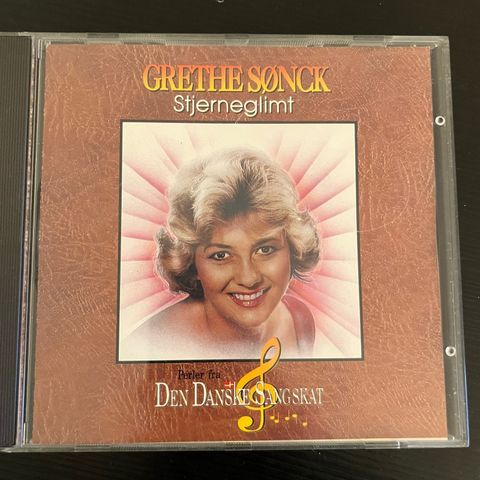 GRETHE SØNCK
Stjerneglimt
Perler fra
DEN DANSKE SANGSKAT